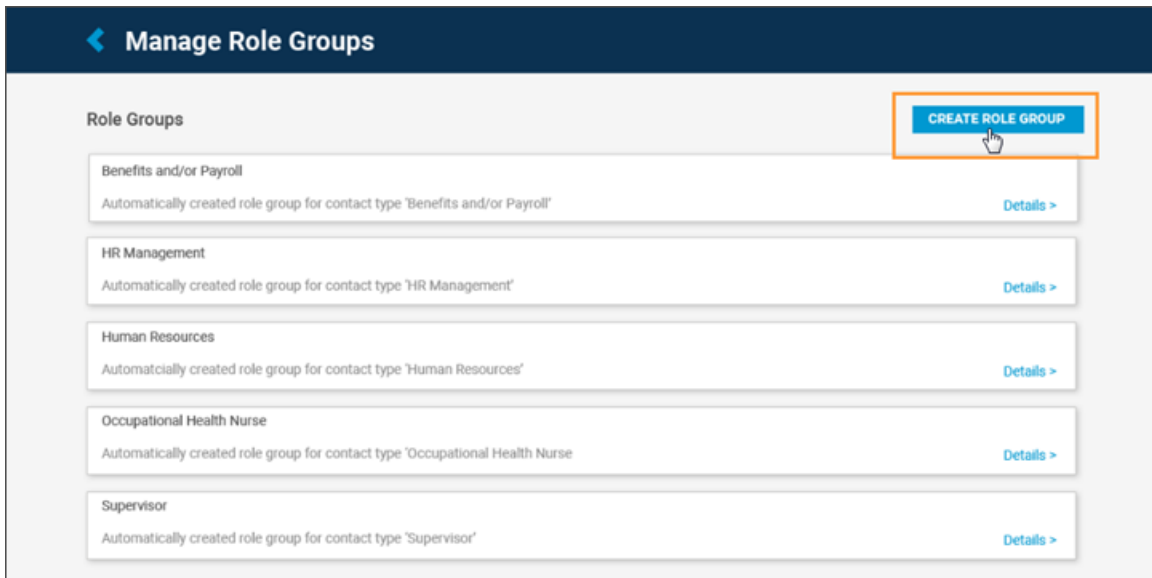 Manage Role Groups
Role Groups
CREATE ROLE GROUP
Benefits and/or Payroll
Automatically created role group for contact type 'Benefits and/or Payroll'
Details >
HR Management
Automatically created role group for contact type 'HR Management'
Details >
Human Resources
Automatcially created role group for contact type 'Human Resources'
Details >
Occupational Health Nurse
Automatically created role group for contact type 'Occupational Health Nurse
Details >
Supervisor
Automatically created role group for contact type 'Supervisor'
Details >